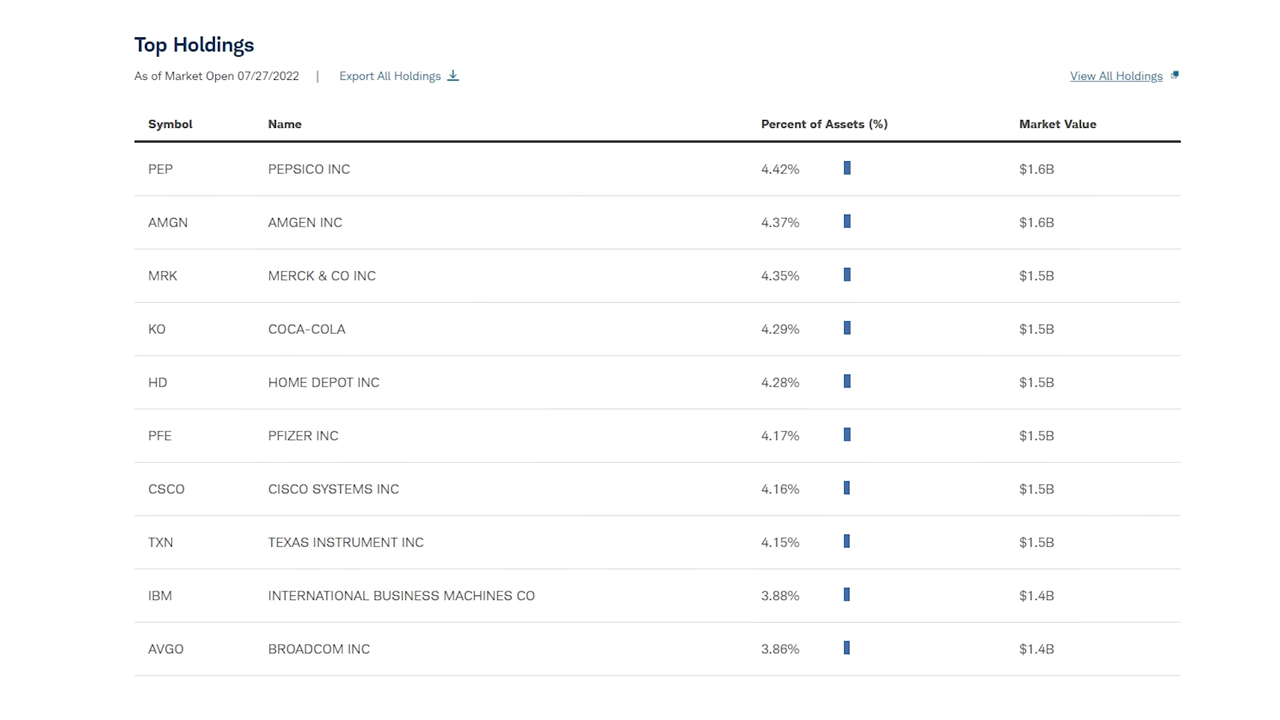 Top Holdings
As of Market Open 07/27/2022 | Export All Holdings View All Holdings
Symbol Name Percent of Assets (%) Market Value
PEP PEPSICO INC 4.42% $1.6B
AMGN AMGEN INC 4.37% $1.6B
MRK MERCK & CO INC 4.35% $1.5B
KO COCA-COLA 4.29% $1.5B
HD HOME DEPOT INC 4.28% $1.5B
PFE PFIZER INC 4.17% $1.5B
CSCO CISCO SYSTEMS INC 4.16% $1.5B
TXN TEXAS INSTRUMENT INC 4.15% $1.5B
IBM INTERNATIONAL BUSINESS MACHINES CO 3.88% $1.4B
AVGO BROADCOM INC 3.86% $1.4B